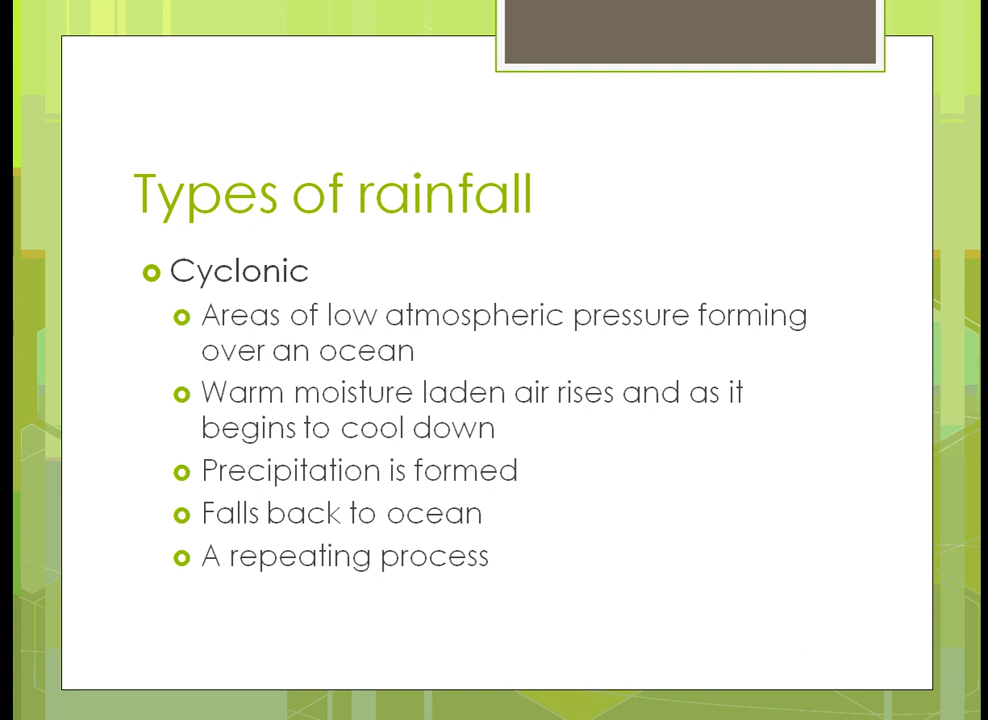 Types of rainfall
Cyclonic
Areas of low atmospheric pressure forming
over an ocean
Warm moisture laden air rises and as it
begins to cool down
Precipitation is formed
Falls back to ocean
A repeating process